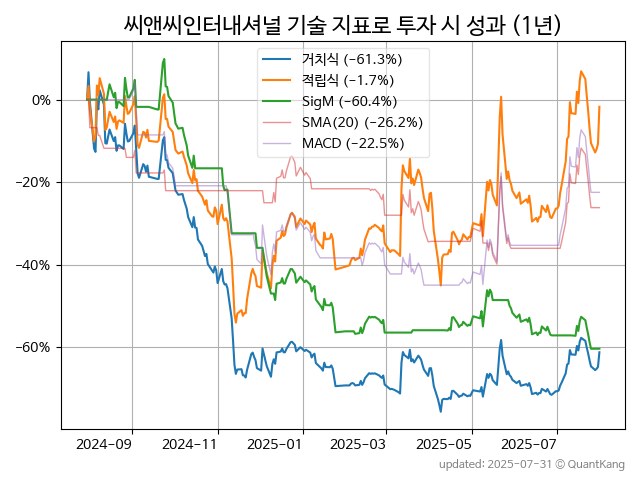 씨앤씨인터내셔널 기술 지표로 투자 시 성과 (1년)
거치식 (−61.3%)
적립식 (−1.7%)
SigM (−60.4%)
SMA(20) (−26.2%)
MACD (−22.5%)
0%
−20%
−40%
−60%
2024-09
2024-11
2025-01
2025-03
2025-05
2025-07
updated: 2025-07-31 © QuantKang